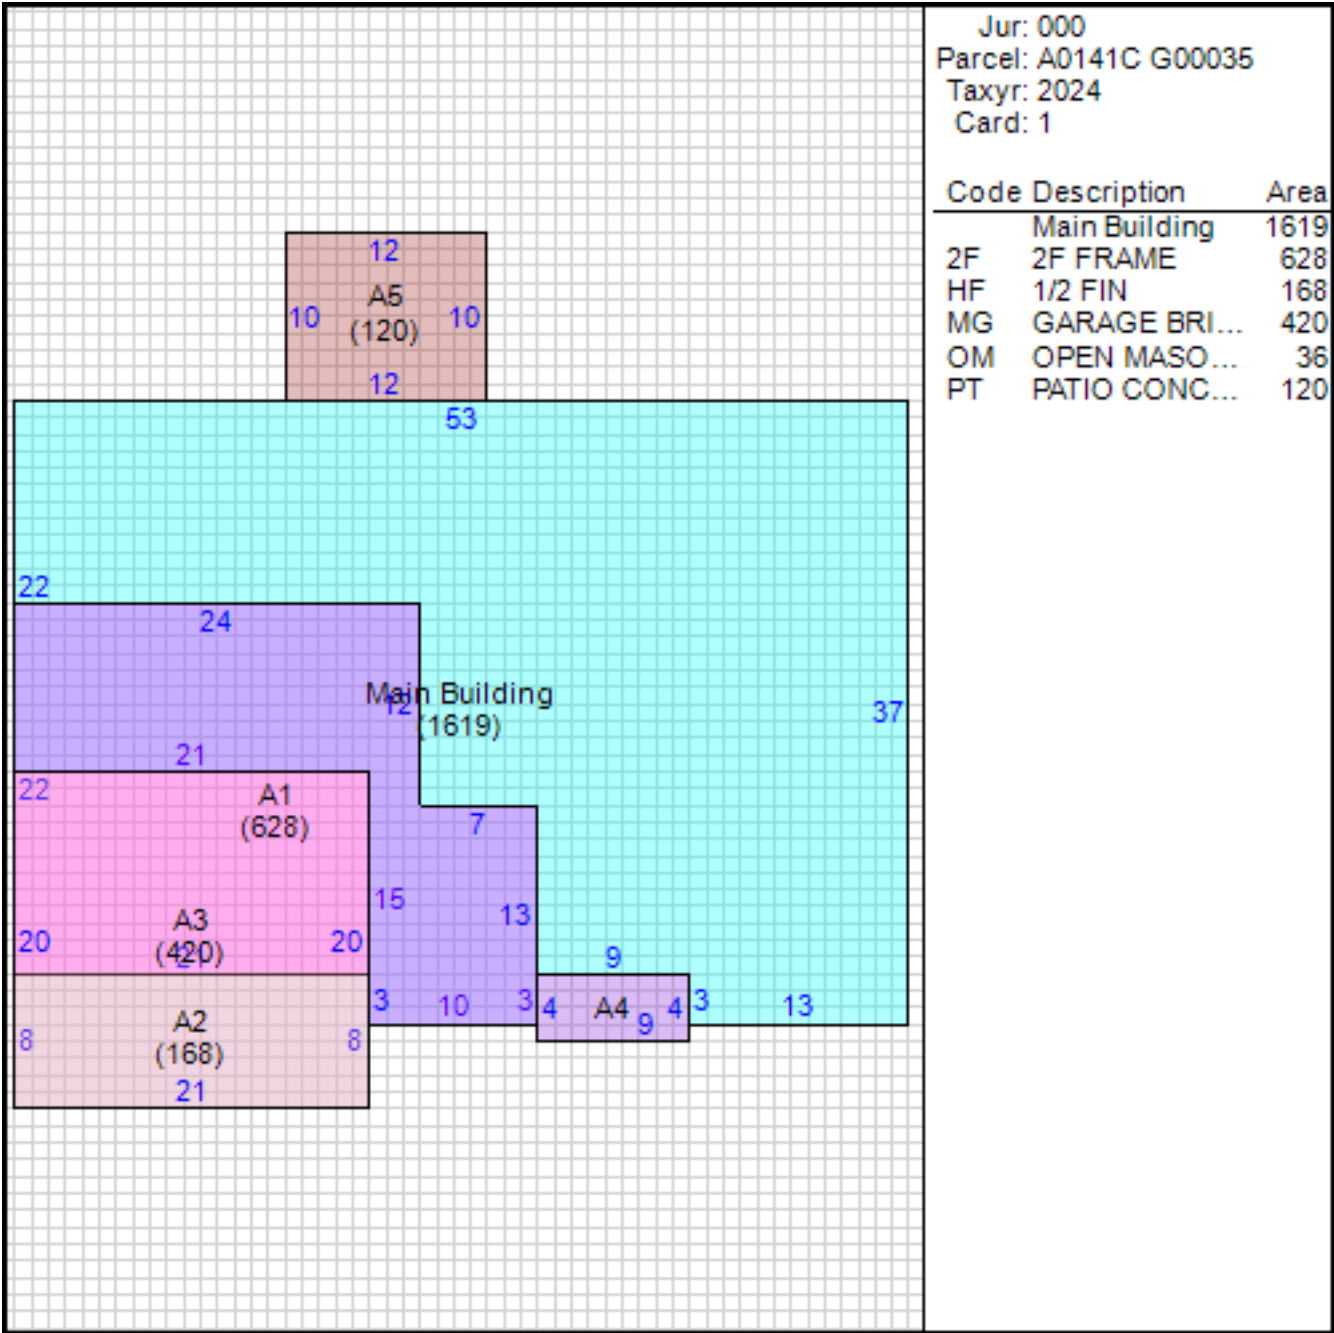 Jur: 000
Parcel: A0141C G00035
Taxyr: 2024
Card: 1
Code Description Area
Main Building 1619
2F 2F FRAME 628
HF 1/2 FIN 168
MG GARAGE BRI... 420
OM OPEN MASO... 36
PT PATIO CONC... 120
12
A5
10 (120) 10
12
53
22
24
Main Building
12
(1619)
37
21
22
A1
(628)
7
15
13
A3
20 (420) 20
21
9
3 10 3 4 A4 4 3 13
9
A2
8 (168) 8
21